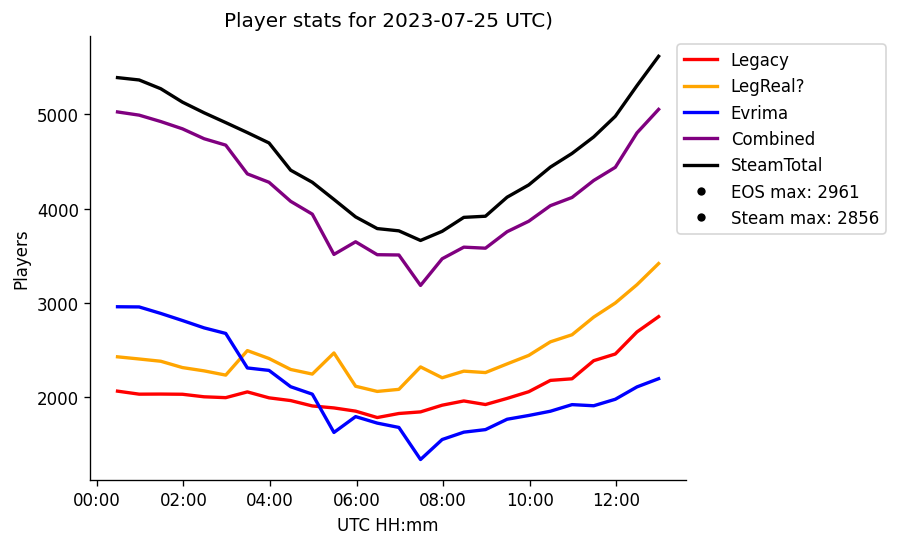 Player stats for 2023-07-25 UTC)
Legacy
LegReal?
Evrima
Combined
SteamTotal
EOS max: 2961
Steam max: 2856
Players
5000
4000
3000
2000
00:00 02:00 04:00 06:00 08:00 10:00 12:00
UTC HH:mm